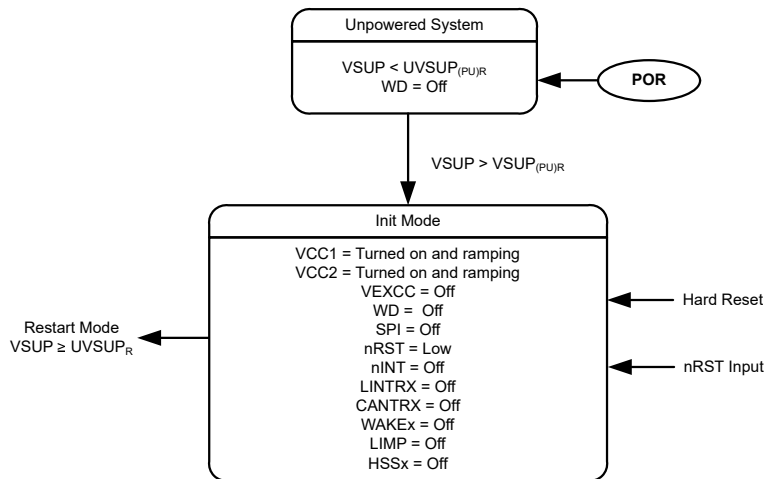 Unpowered System
VSUP < UVSUP(PU)R
WD = Off
POR
VSUP > VSUP(PU)R
Init Mode
VCC1 = Turned on and ramping
VCC2 = Turned on and ramping
VEXCC = Off
WD =  Off
SPI = Off
nRST = Low
nINT = Off
LINTRX = Off
CANTRX = Off
WAKEx = Off
LIMP = Off
HSSx = Off
Hard Reset
nRST Input
Restart Mode
VSUP ≥ UVSUPR